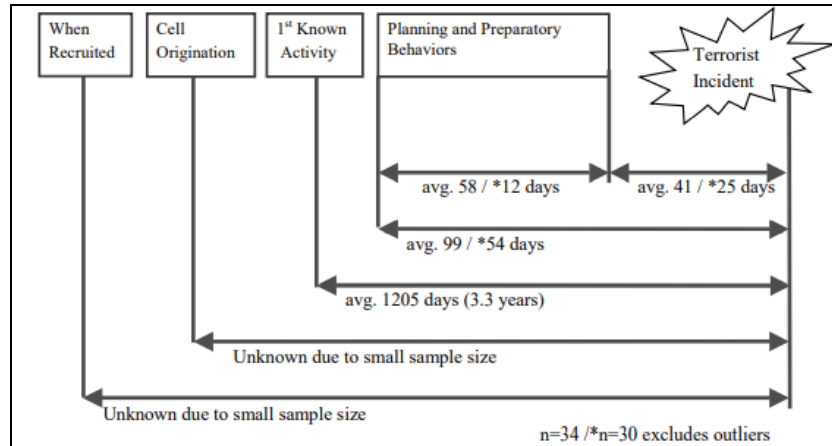 When
Recruited
Cell
Origination
1st Known
Activity
Planning and Preparatory
Behaviors
Terrorist
Incident
avg. 58 / *12 days
avg. 41 / *25 days
avg. 99 / *54 days
avg. 1205 days (3.3 years)
Unknown due to small sample size
Unknown due to small sample size
n=34 /*n=30 excludes outliers